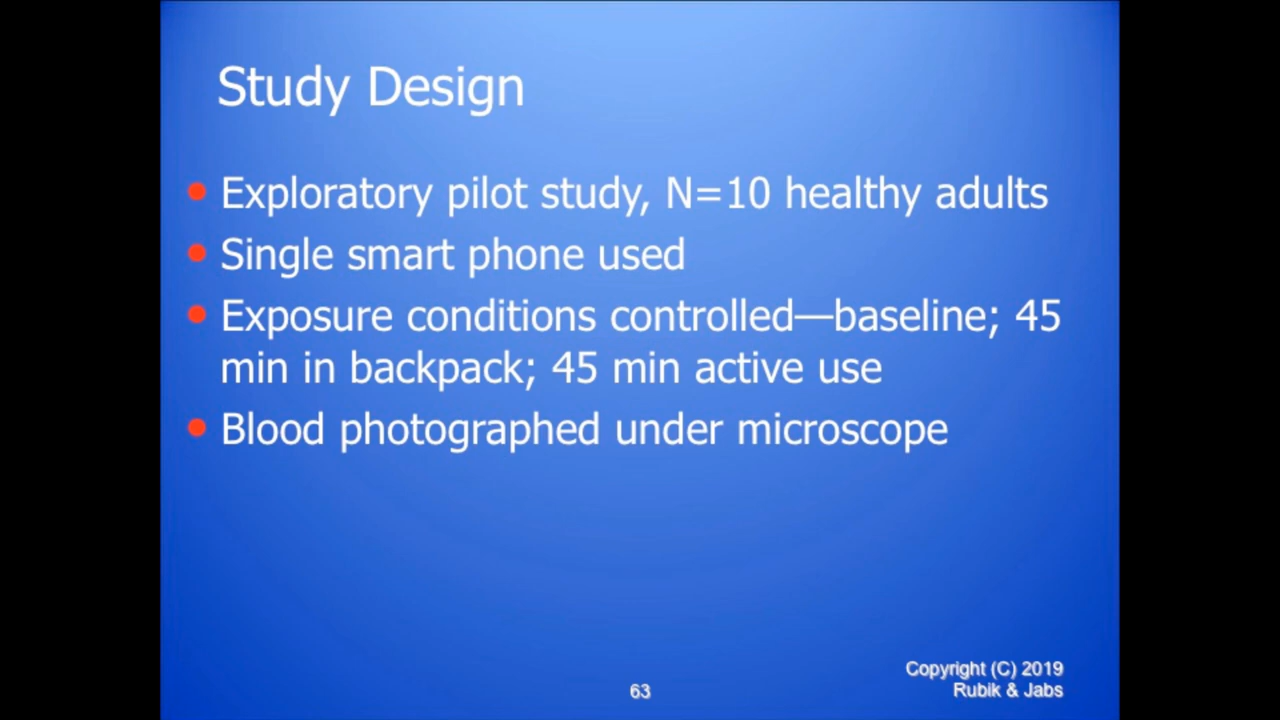 Study Design
• Exploratory pilot study, N=10 healthy adults
• Single smart phone used
• Exposure conditions controlled—baseline; 45
min in backpack; 45 min active use
• Blood photographed under microscope
63
Copyright (C) 2019
Rubik & Jabs